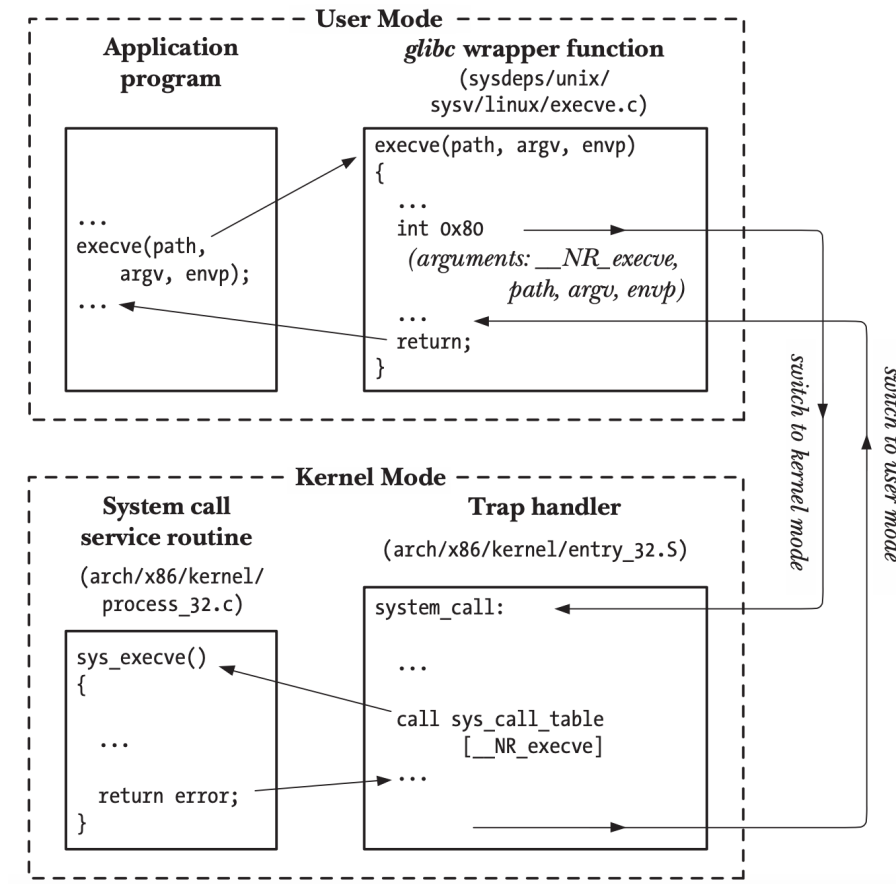 User Mode
Application
program
glibc wrapper function
(sysdeps/unix/
sysv/linux/execve.c)
...
execve(path,
argv, envp);
...
execve(path, argv, envp)
{
...
int 0x80
(arguments: __NR_execve,
path, argv, envp)
...
return;
}
switch to kernel mode
switch to user mode
Kernel Mode
System call
service routine
(arch/x86/kernel/
process_32.c)
Trap handler
(arch/x86/kernel/entry_32.S)
sys_execve()
{
...
return error;
}
system_call:
...
call sys_call_table
[__NR_execve]
...